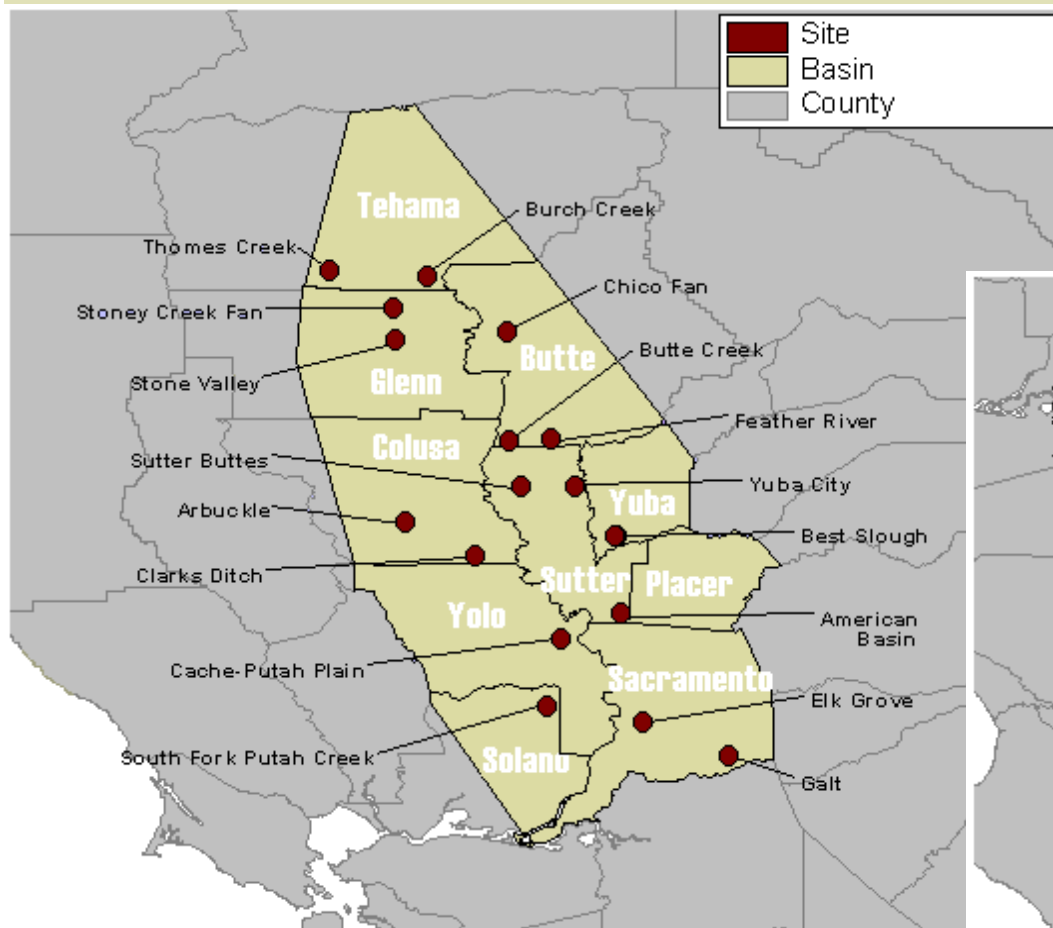 Site
Basin
County
Tehama
Burch Creek
Thomes Creek
Chico Fan
Stoney Creek Fan
Butte Creek
Butte
Stone Valley
Glenn
Feather River
Colusa
Sutter Buttes
Yuba City
Yuba
Arbuckle
Best Slough
Clarks Ditch
Sutter
Placer
Yolo
American
Basin
Cache-Putah Plain
Sacramento
Elk Grove
South Fork Putah Creek
Solano
Galt